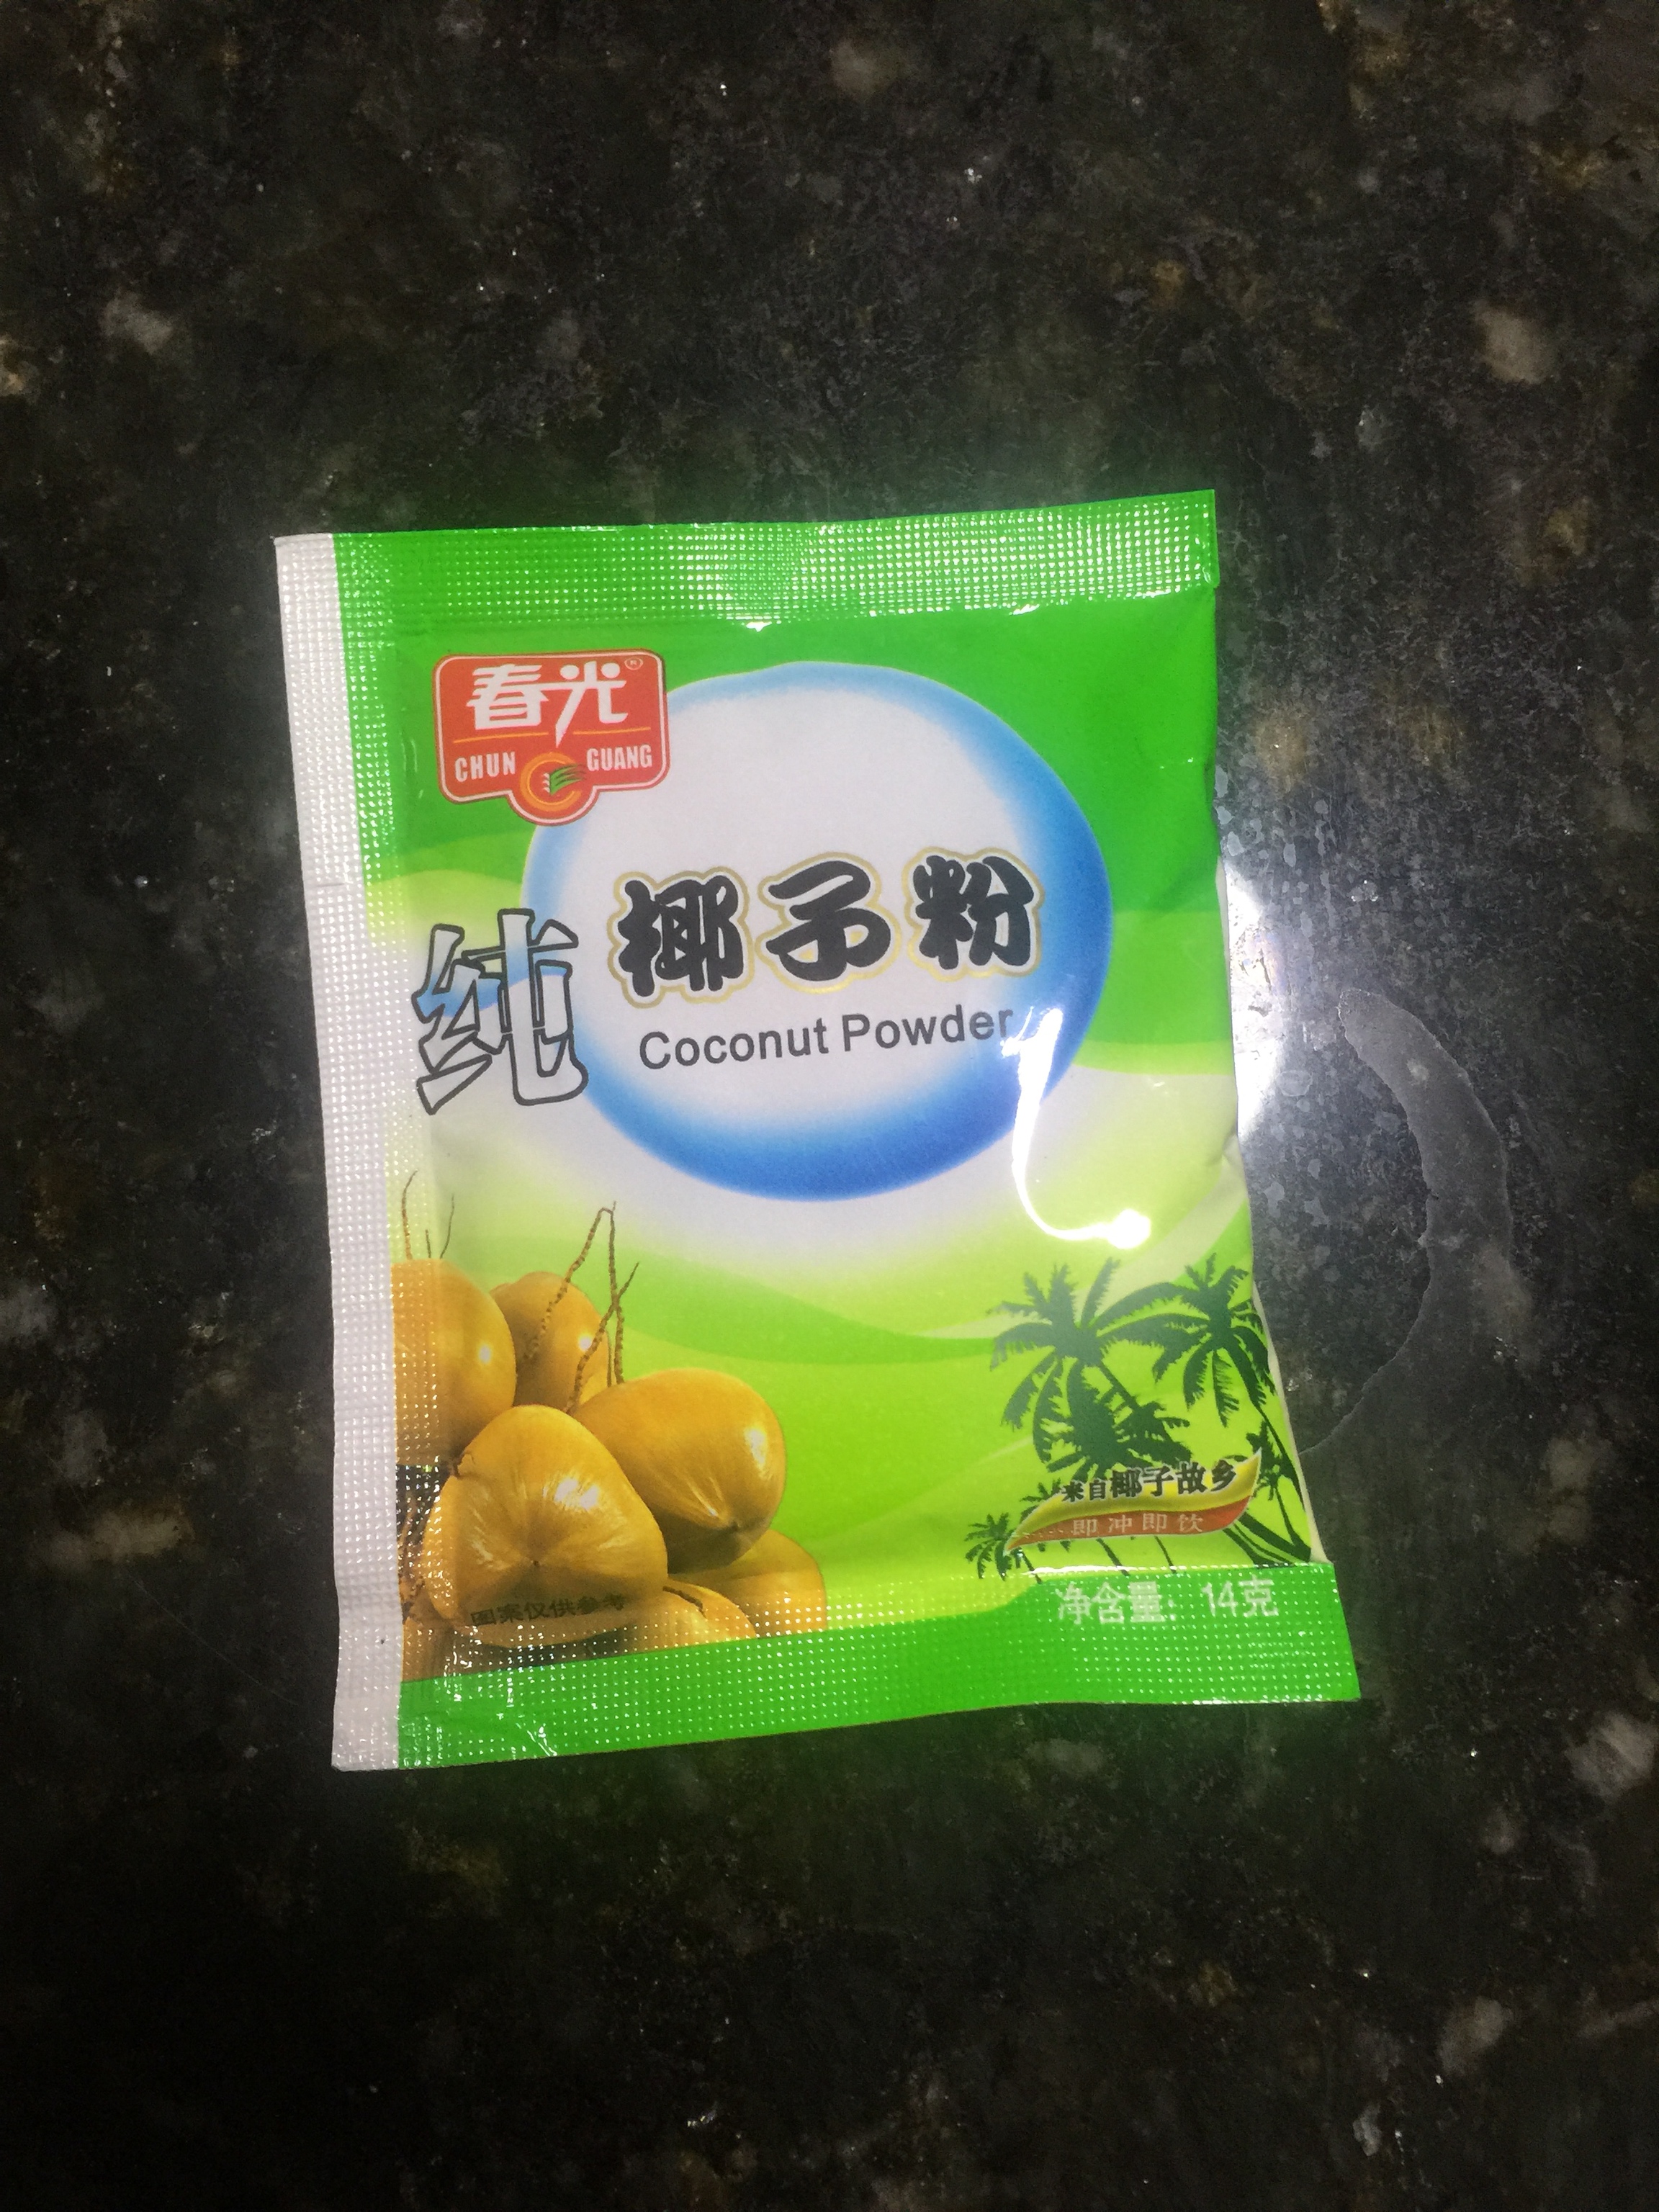 春光®
CHUN GUANG
纯
椰子粉
Coconut Powder
来自椰子故乡
即冲即饮
图案仅供参考
净含量：14克